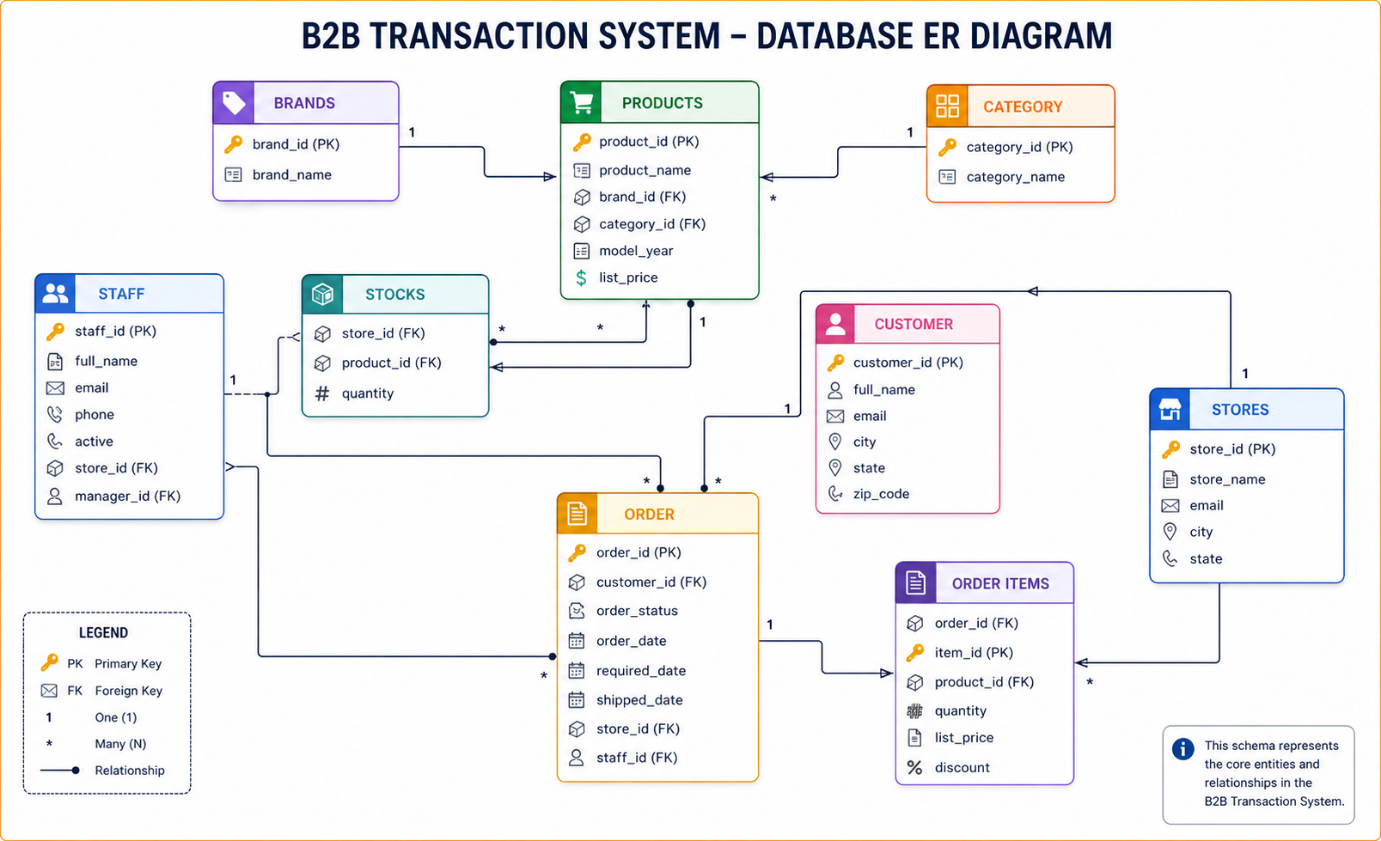 B2B TRANSACTION SYSTEM – DATABASE ER DIAGRAM
BRANDS
brand_id (PK)
brand_name
1
PRODUCTS
product_id (PK)
product_name
brand_id (FK)
category_id (FK)
model_year
list_price
1
*
CATEGORY
category_id (PK)
category_name
STAFF
staff_id (PK)
full_name
email
phone
active
store_id (FK)
manager_id (FK)
1
STOCKS
store_id (FK)
product_id (FK)
# quantity
*
*
1
CUSTOMER
customer_id (PK)
full_name
email
city
state
zip_code
1
1
STORES
store_id (PK)
store_name
email
city
state
*
*
ORDER
order_id (PK)
customer_id (FK)
order_status
order_date
required_date
shipped_date
store_id (FK)
staff_id (FK)
*
1
ORDER ITEMS
order_id (FK)
item_id (PK)
product_id (FK)
quantity
list_price
% discount
*
LEGEND
PK Primary Key
FK Foreign Key
1 One (1)
* Many (N)
Relationship
This schema represents
the core entities and
relationships in the
B2B Transaction System.